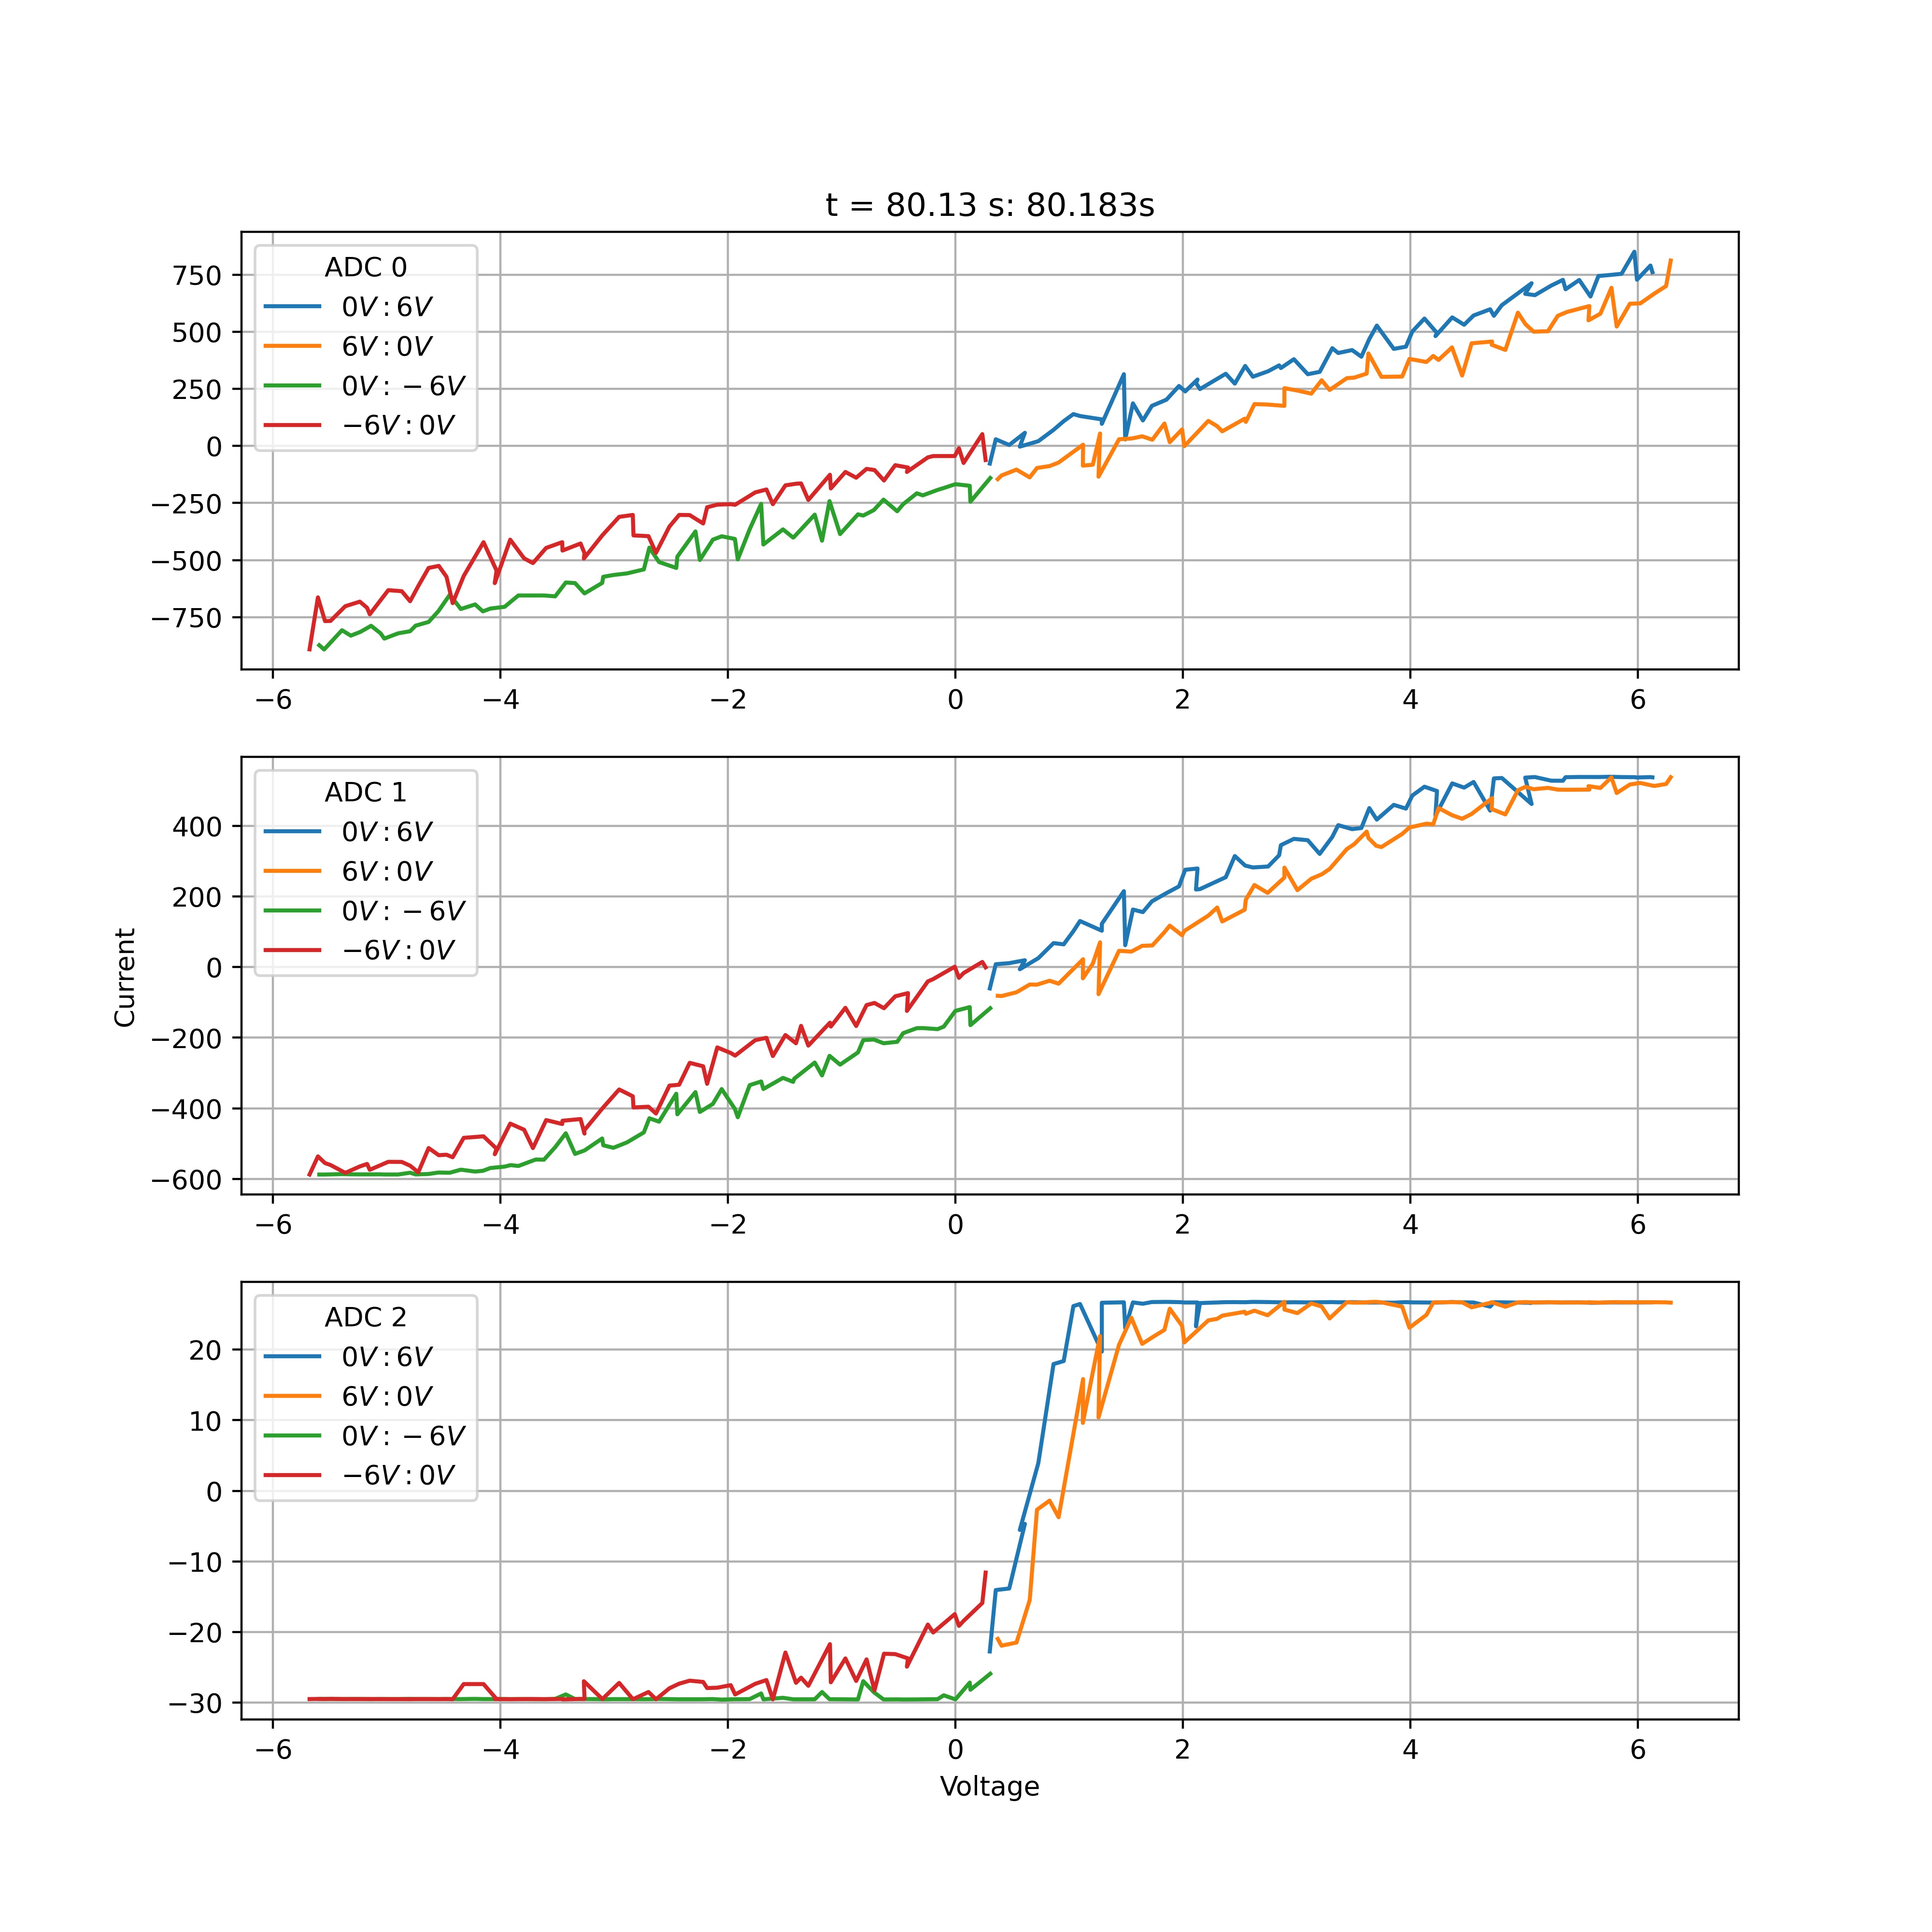 t = 80.13 s: 80.183s
ADC 0
0V : 6V
6V : 0V
0V : −6V
−6V : 0V
750
500
250
0
−250
−500
−750
−6 −4 −2 0 2 4 6
ADC 1
0V : 6V
6V : 0V
0V : −6V
−6V : 0V
400
200
0
−200
−400
−600
Current
−6 −4 −2 0 2 4 6
ADC 2
0V : 6V
6V : 0V
0V : −6V
−6V : 0V
20
10
0
−10
−20
−30
−6 −4 −2 0 2 4 6
Voltage